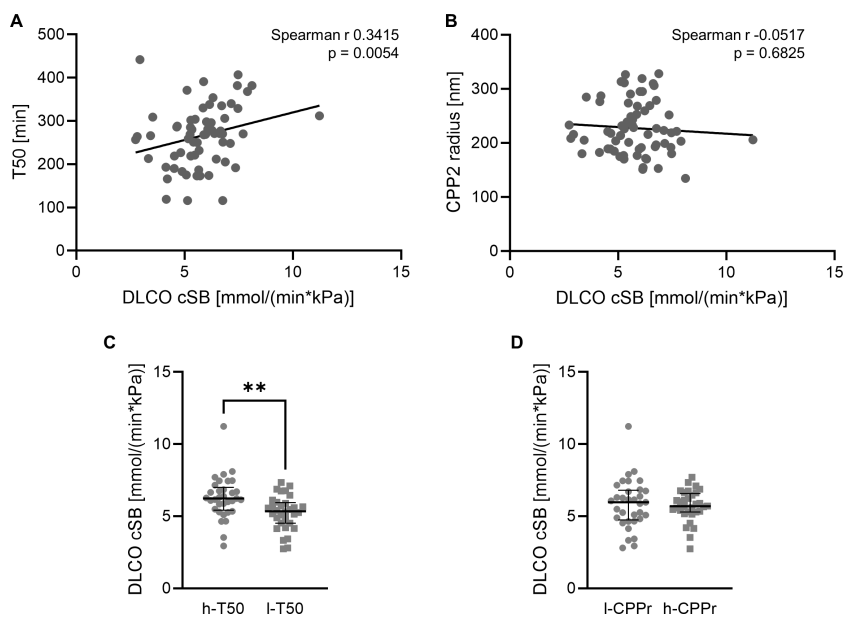 A
Spearman r 0.3415
p = 0.0054
T50 [min]
500
400
300
200
100
0
0 5 10 15
DLCO cSB [mmol/(min*kPa)]
B
Spearman r -0.0517
p = 0.6825
CPP2 radius [nm]
400
300
200
100
0
0 5 10 15
DLCO cSB [mmol/(min*kPa)]
C
DLCO cSB [mmol/(min*kPa)]
15
10
5
0
**
h-T50 l-T50
D
DLCO cSB [mmol/(min*kPa)]
15
10
5
0
l-CPPr h-CPPr